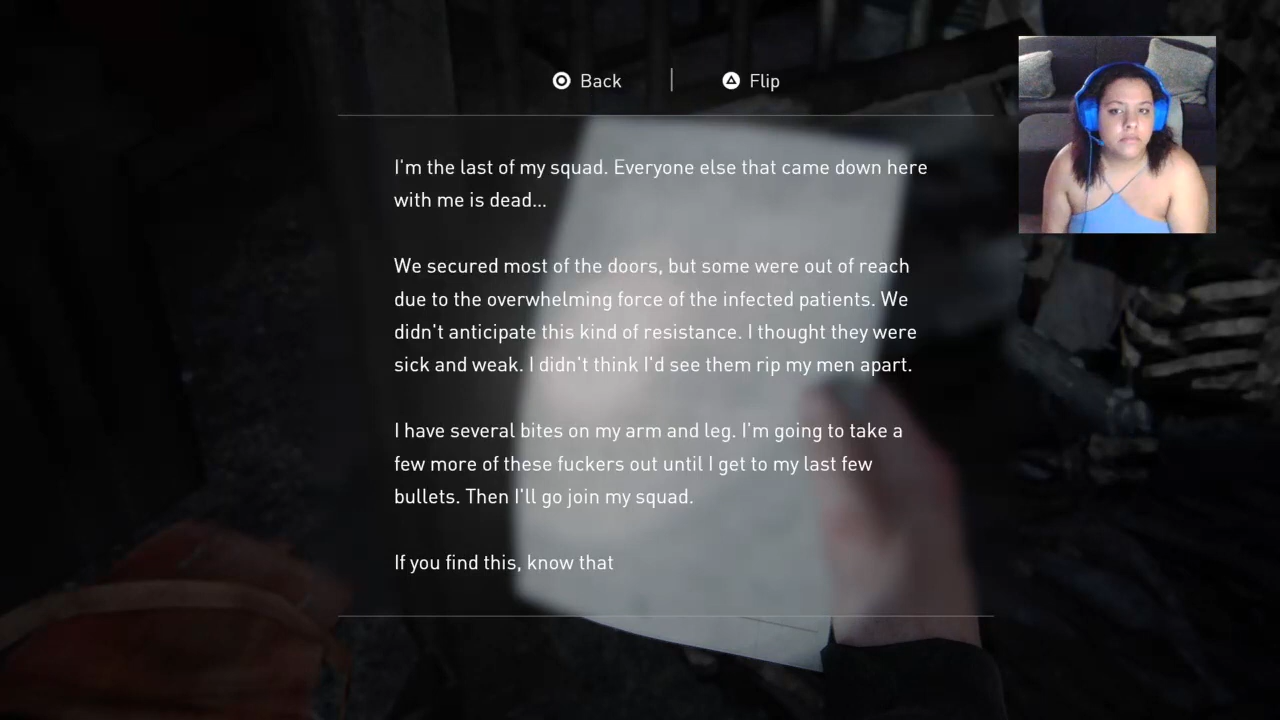 Back | Flip
I'm the last of my squad. Everyone else that came down here
with me is dead...
We secured most of the doors, but some were out of reach
due to the overwhelming force of the infected patients. We
didn't anticipate this kind of resistance. I thought they were
sick and weak. I didn't think I'd see them rip my men apart.
I have several bites on my arm and leg. I'm going to take a
few more of these fuckers out until I get to my last few
bullets. Then I'll go join my squad.
If you find this, know that